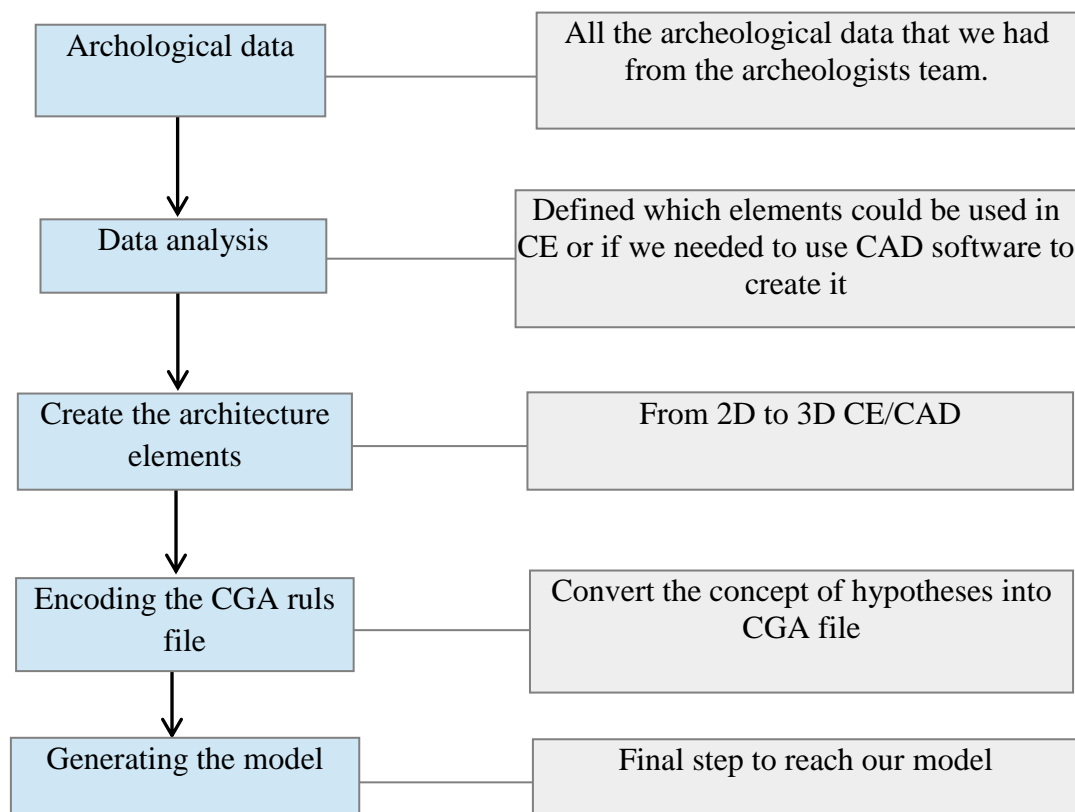 Archological data
All the archeological data that we had
from the archeologists team.
Data analysis
Defined which elements could be used in
CE or if we needed to use CAD software to
create it
Create the architecture
elements
From 2D to 3D CE/CAD
Encoding the CGA ruls
file
Convert the concept of hypotheses into
CGA file
Generating the model
Final step to reach our model